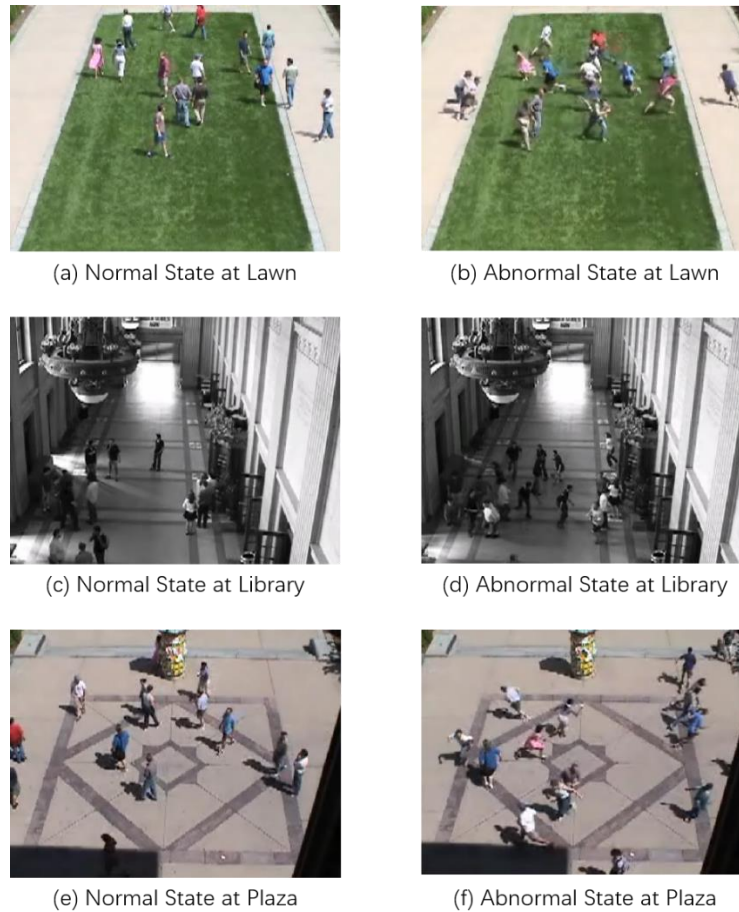 (a) Normal State at Lawn
(b) Abnormal State at Lawn
(c) Normal State at Library
(d) Abnormal State at Library
(e) Normal State at Plaza
(f) Abnormal State at Plaza